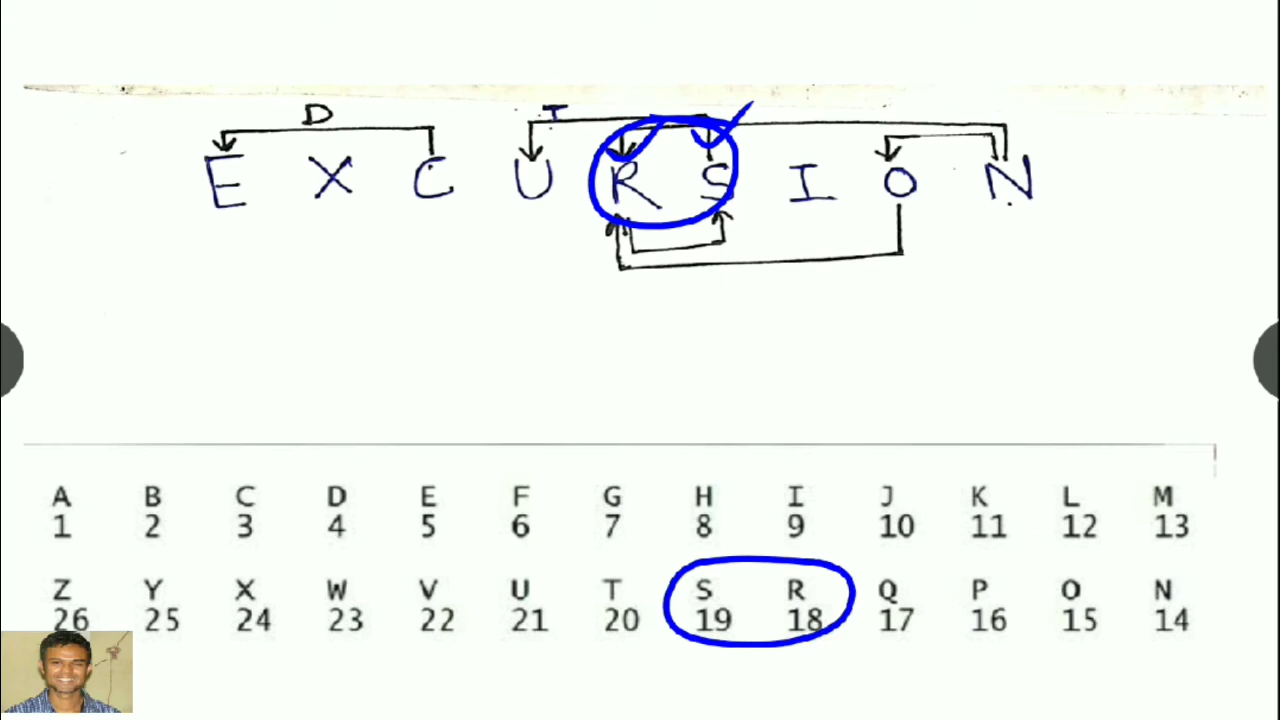 D T
E X C U R S I O N
A B C D E F G H I J K L M
1 2 3 4 5 6 7 8 9 10 11 12 13
Z Y X W V U T S R Q P O N
26 25 24 23 22 21 20 19 18 17 16 15 14